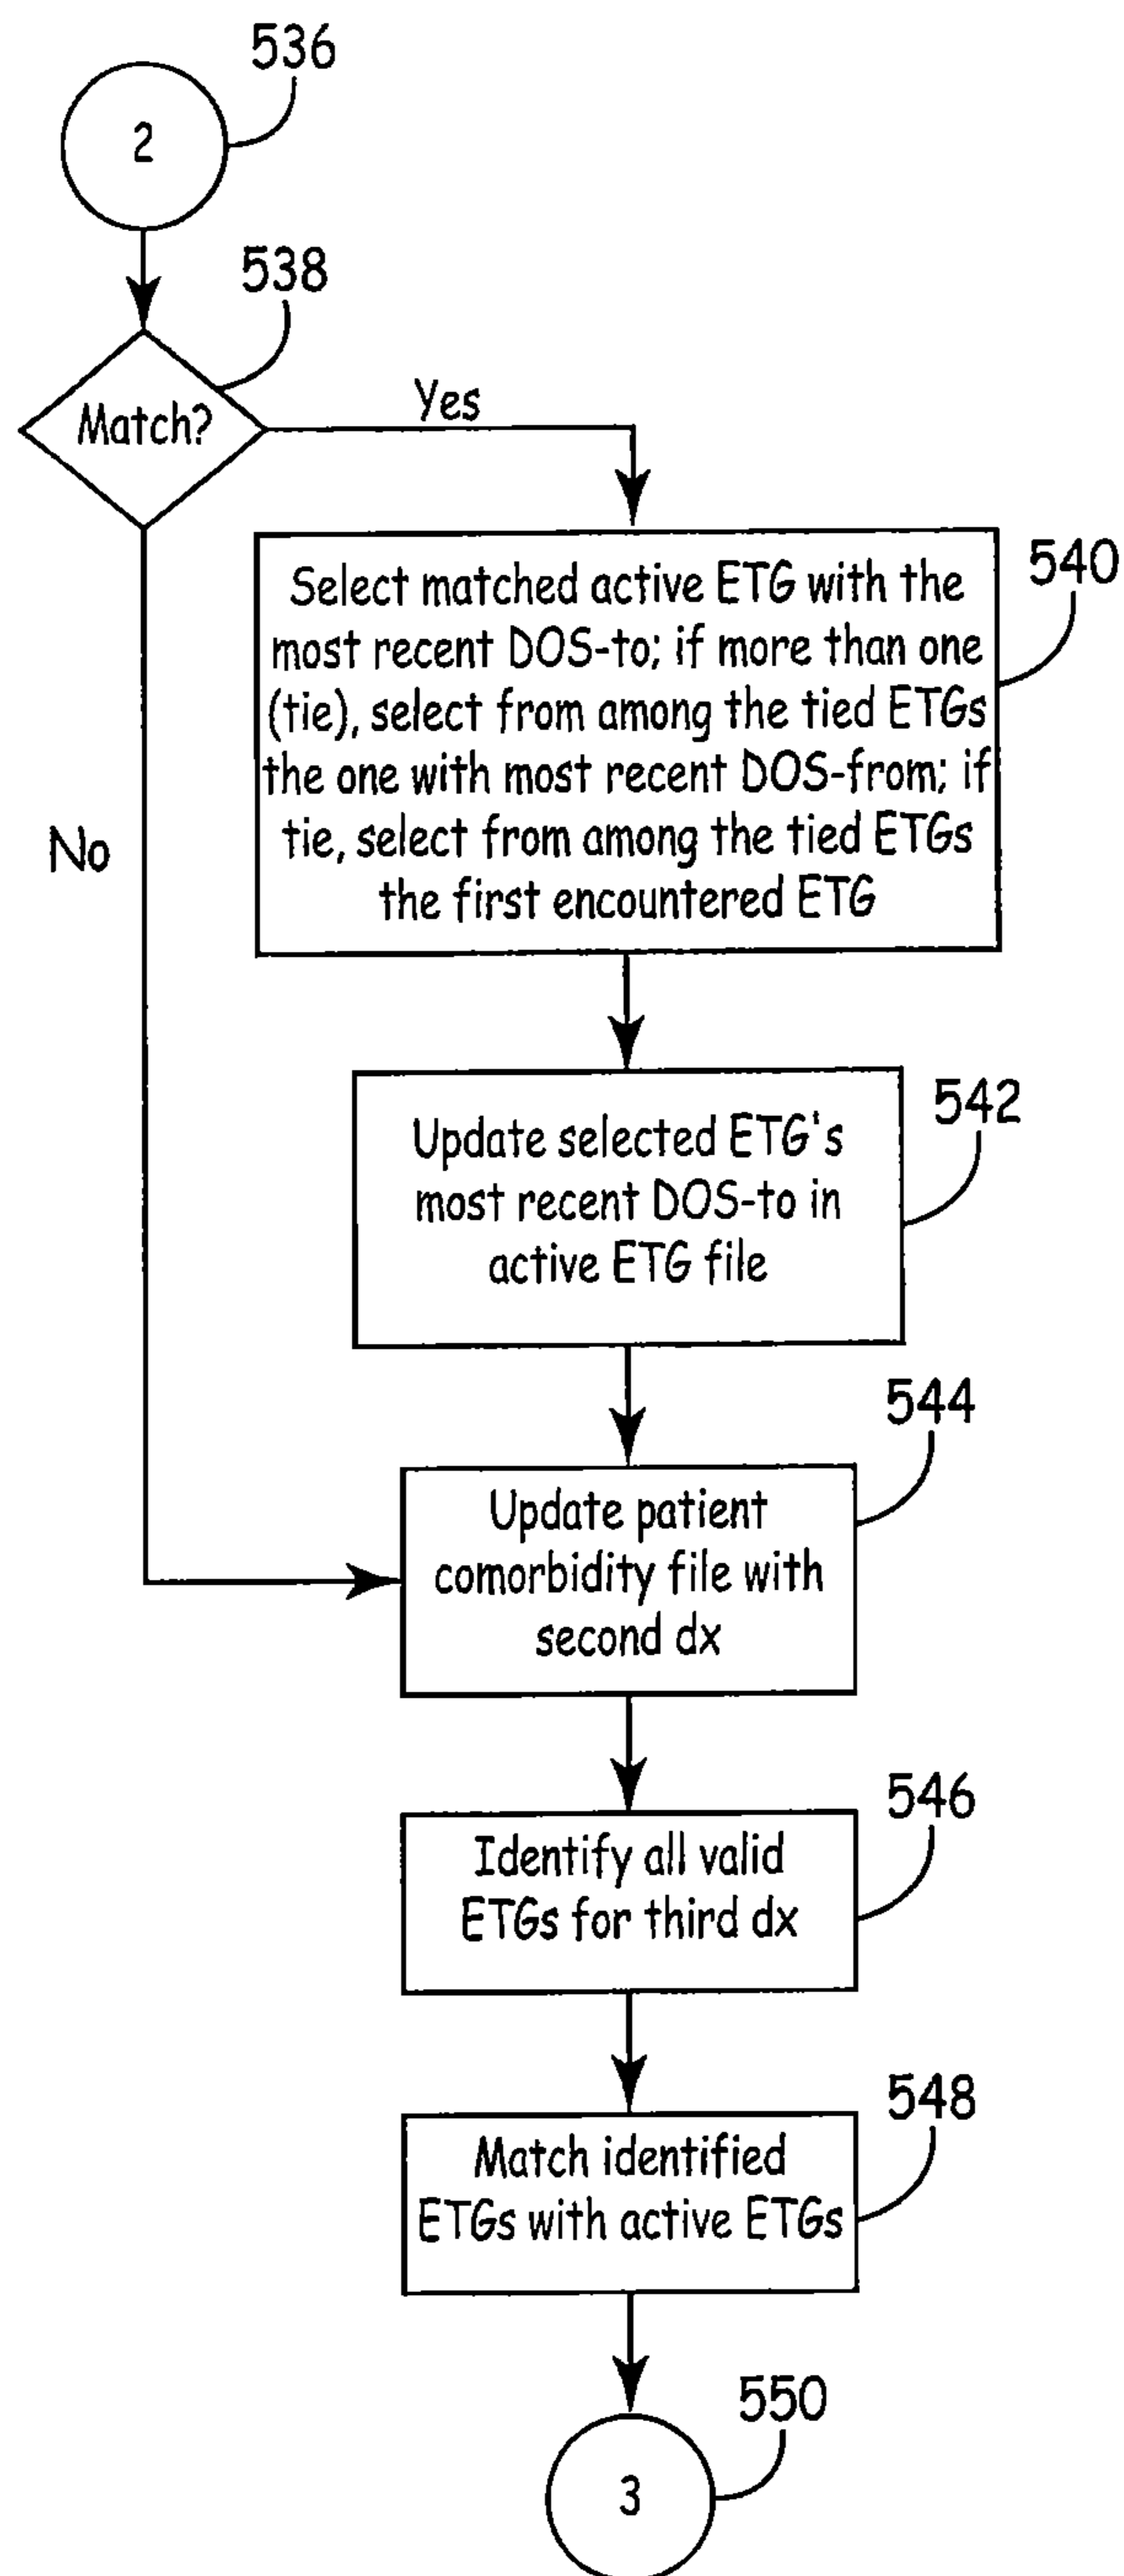 536
2
538
Match?
Yes
540
Select matched active ETG with the
most recent DOS-to; if more than one
(tie), select from among the tied ETGs
the one with most recent DOS-from; if
tie, select from among the tied ETGs
the first encountered ETG
No
542
Update selected ETG's
most recent DOS-to in
active ETG file
544
Update patient
comorbidity file with
second dx
546
Identify all valid
ETGs for third dx
548
Match identified
ETGs with active ETGs
550
3